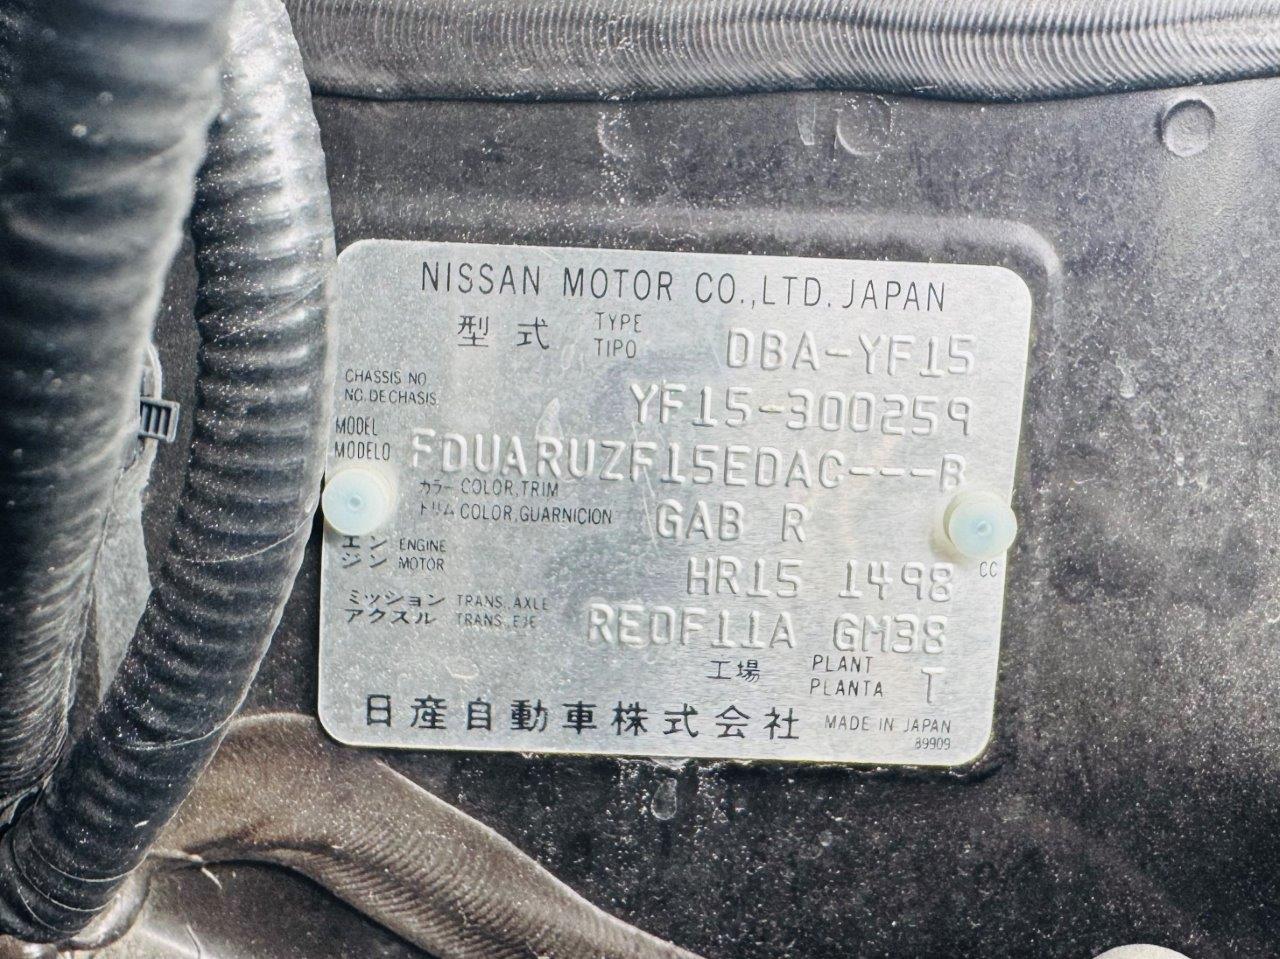 NISSAN MOTOR CO.,LTD. JAPAN
型式 TYPE TIPO DBA-YF15
CHASSIS NO. NO. DE CHASIS YF15-300259
MODEL MODELO FDUARUZF15EDAC---B
カラー COLOR,TRIM
トリム COLOR,GUARNICION GAB R
エンジン ENGINE MOTOR HR15 1498 CC
ミッション TRANS. AXLE
アクスル TRANS. EJE RE0F11A GM38
工場 PLANT PLANTA T
日産自動車株式会社 MADE IN JAPAN
89909